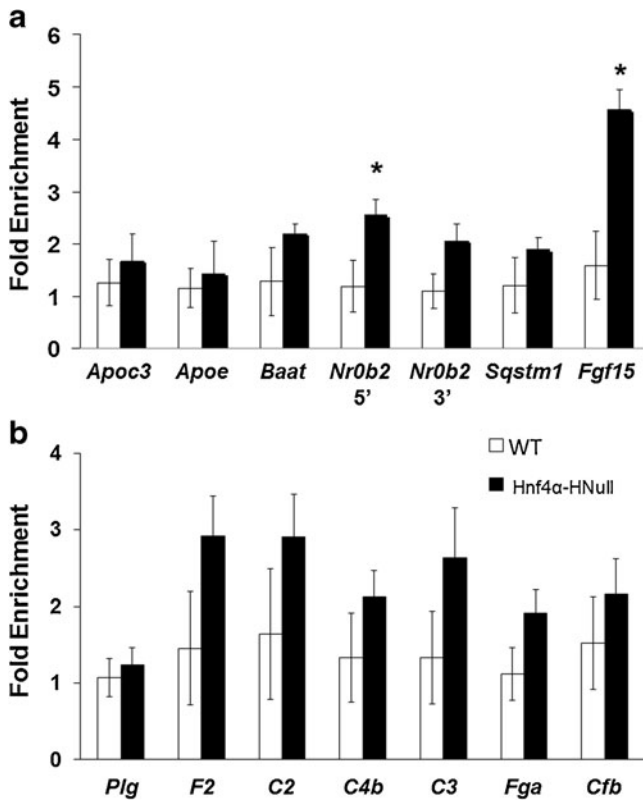 a
6
5
4
3
2
1
0
Fold Enrichment
*
*
Apoc3 Apoe Baat Nr0b2 Nr0b2 Sqstm1 Fgf15
5’ 3’
b
4
3
2
1
0
Fold Enrichment
WT
Hnf4α-HNull
Plg F2 C2 C4b C3 Fga Cfb